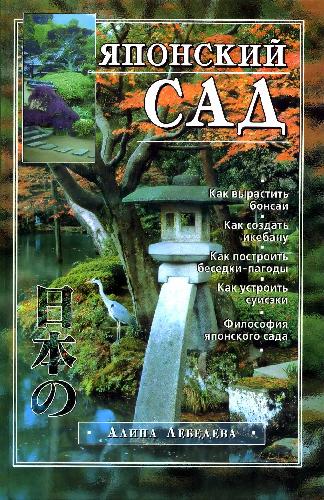 ЯПОНСКИЙ
САД
Как вырастить
бонсаи
Как создать
икебану
Как построить
беседки-пагоды
Как устроить
суисэки
Философия
японского сада
日本の
Алина Лебедева